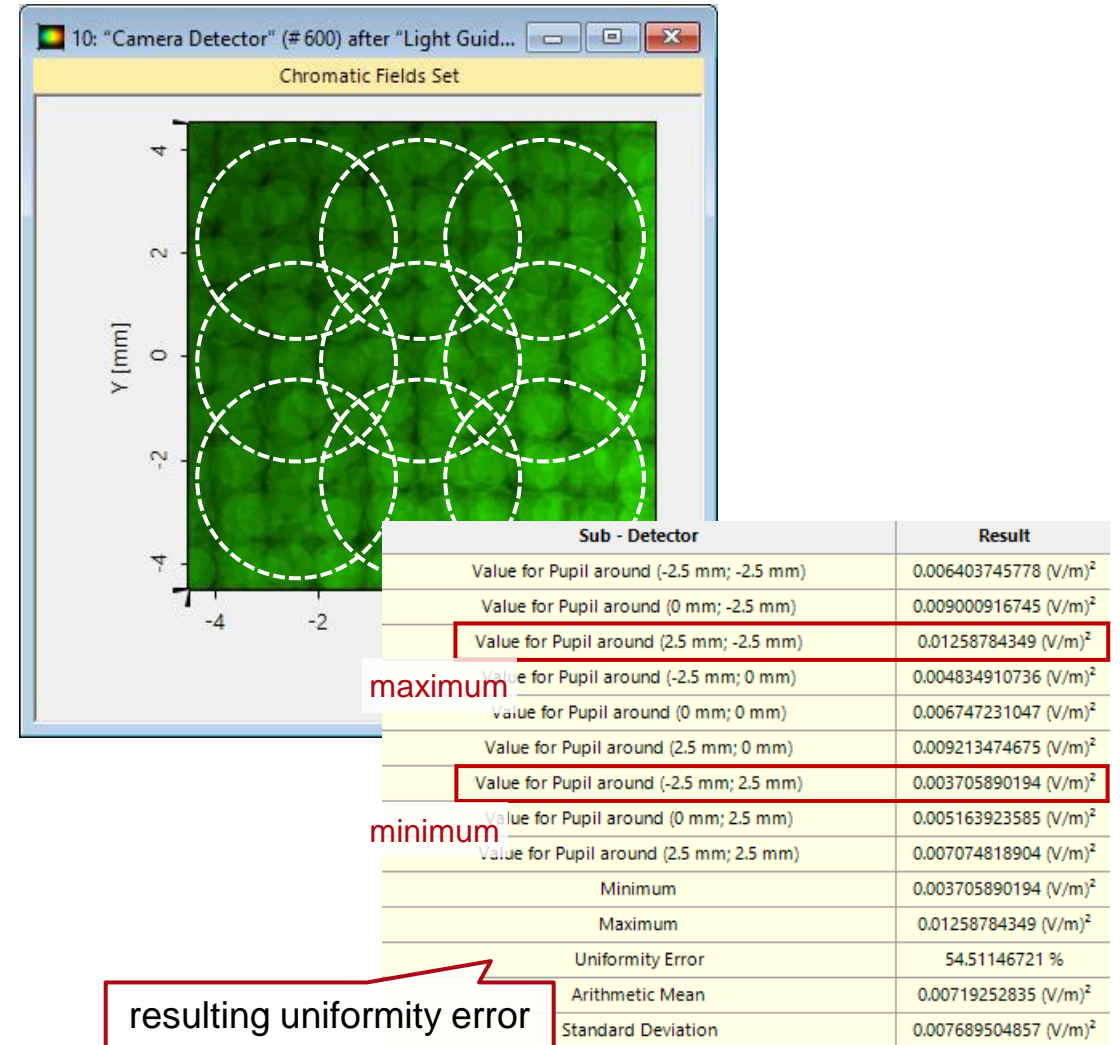 10: "Camera Detector" (# 600) after "Light Guid...
Chromatic Fields Set
Y [mm]
4
2
0
-2
-4
-4
-2
Sub - Detector Result
Value for Pupil around (-2.5 mm; -2.5 mm) 0.006403745778 (V/m)²
Value for Pupil around (0 mm; -2.5 mm) 0.009000916745 (V/m)²
Value for Pupil around (2.5 mm; -2.5 mm) 0.01258784349 (V/m)²
maximum
Value for Pupil around (-2.5 mm; 0 mm) 0.004834910736 (V/m)²
Value for Pupil around (0 mm; 0 mm) 0.006747231047 (V/m)²
Value for Pupil around (2.5 mm; 0 mm) 0.009213474675 (V/m)²
Value for Pupil around (-2.5 mm; 2.5 mm) 0.003705890194 (V/m)²
minimum
Value for Pupil around (0 mm; 2.5 mm) 0.005163923585 (V/m)²
Value for Pupil around (2.5 mm; 2.5 mm) 0.007074818904 (V/m)²
Minimum 0.003705890194 (V/m)²
Maximum 0.01258784349 (V/m)²
Uniformity Error 54.51146721 %
resulting uniformity error
Arithmetic Mean 0.00719252835 (V/m)²
Standard Deviation 0.007689504857 (V/m)²